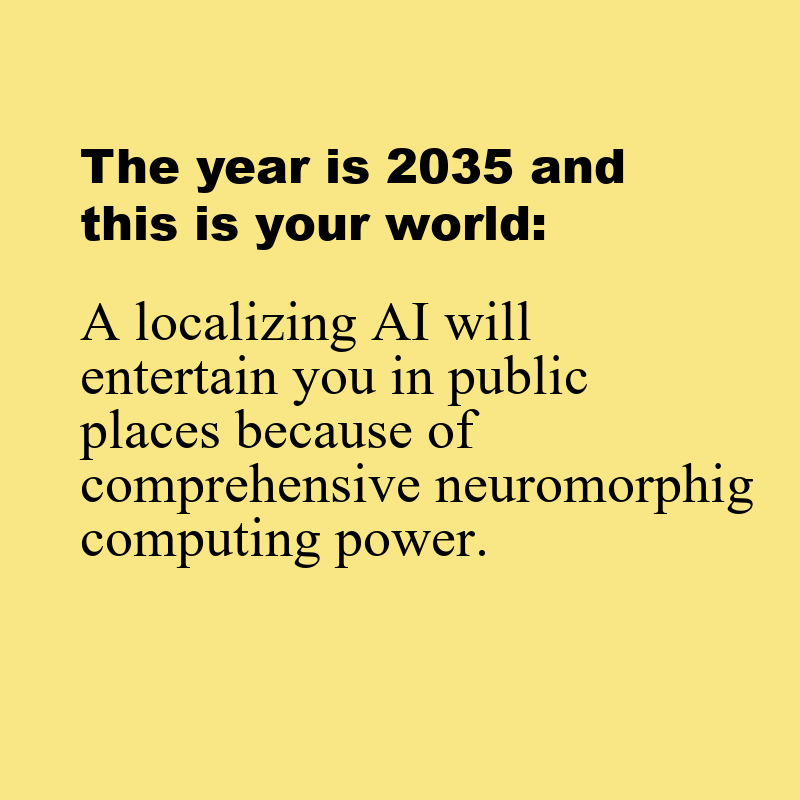 The year is 2035 and
this is your world:
A localizing AI will
entertain you in public
places because of
comprehensive neuromorphig
computing power.